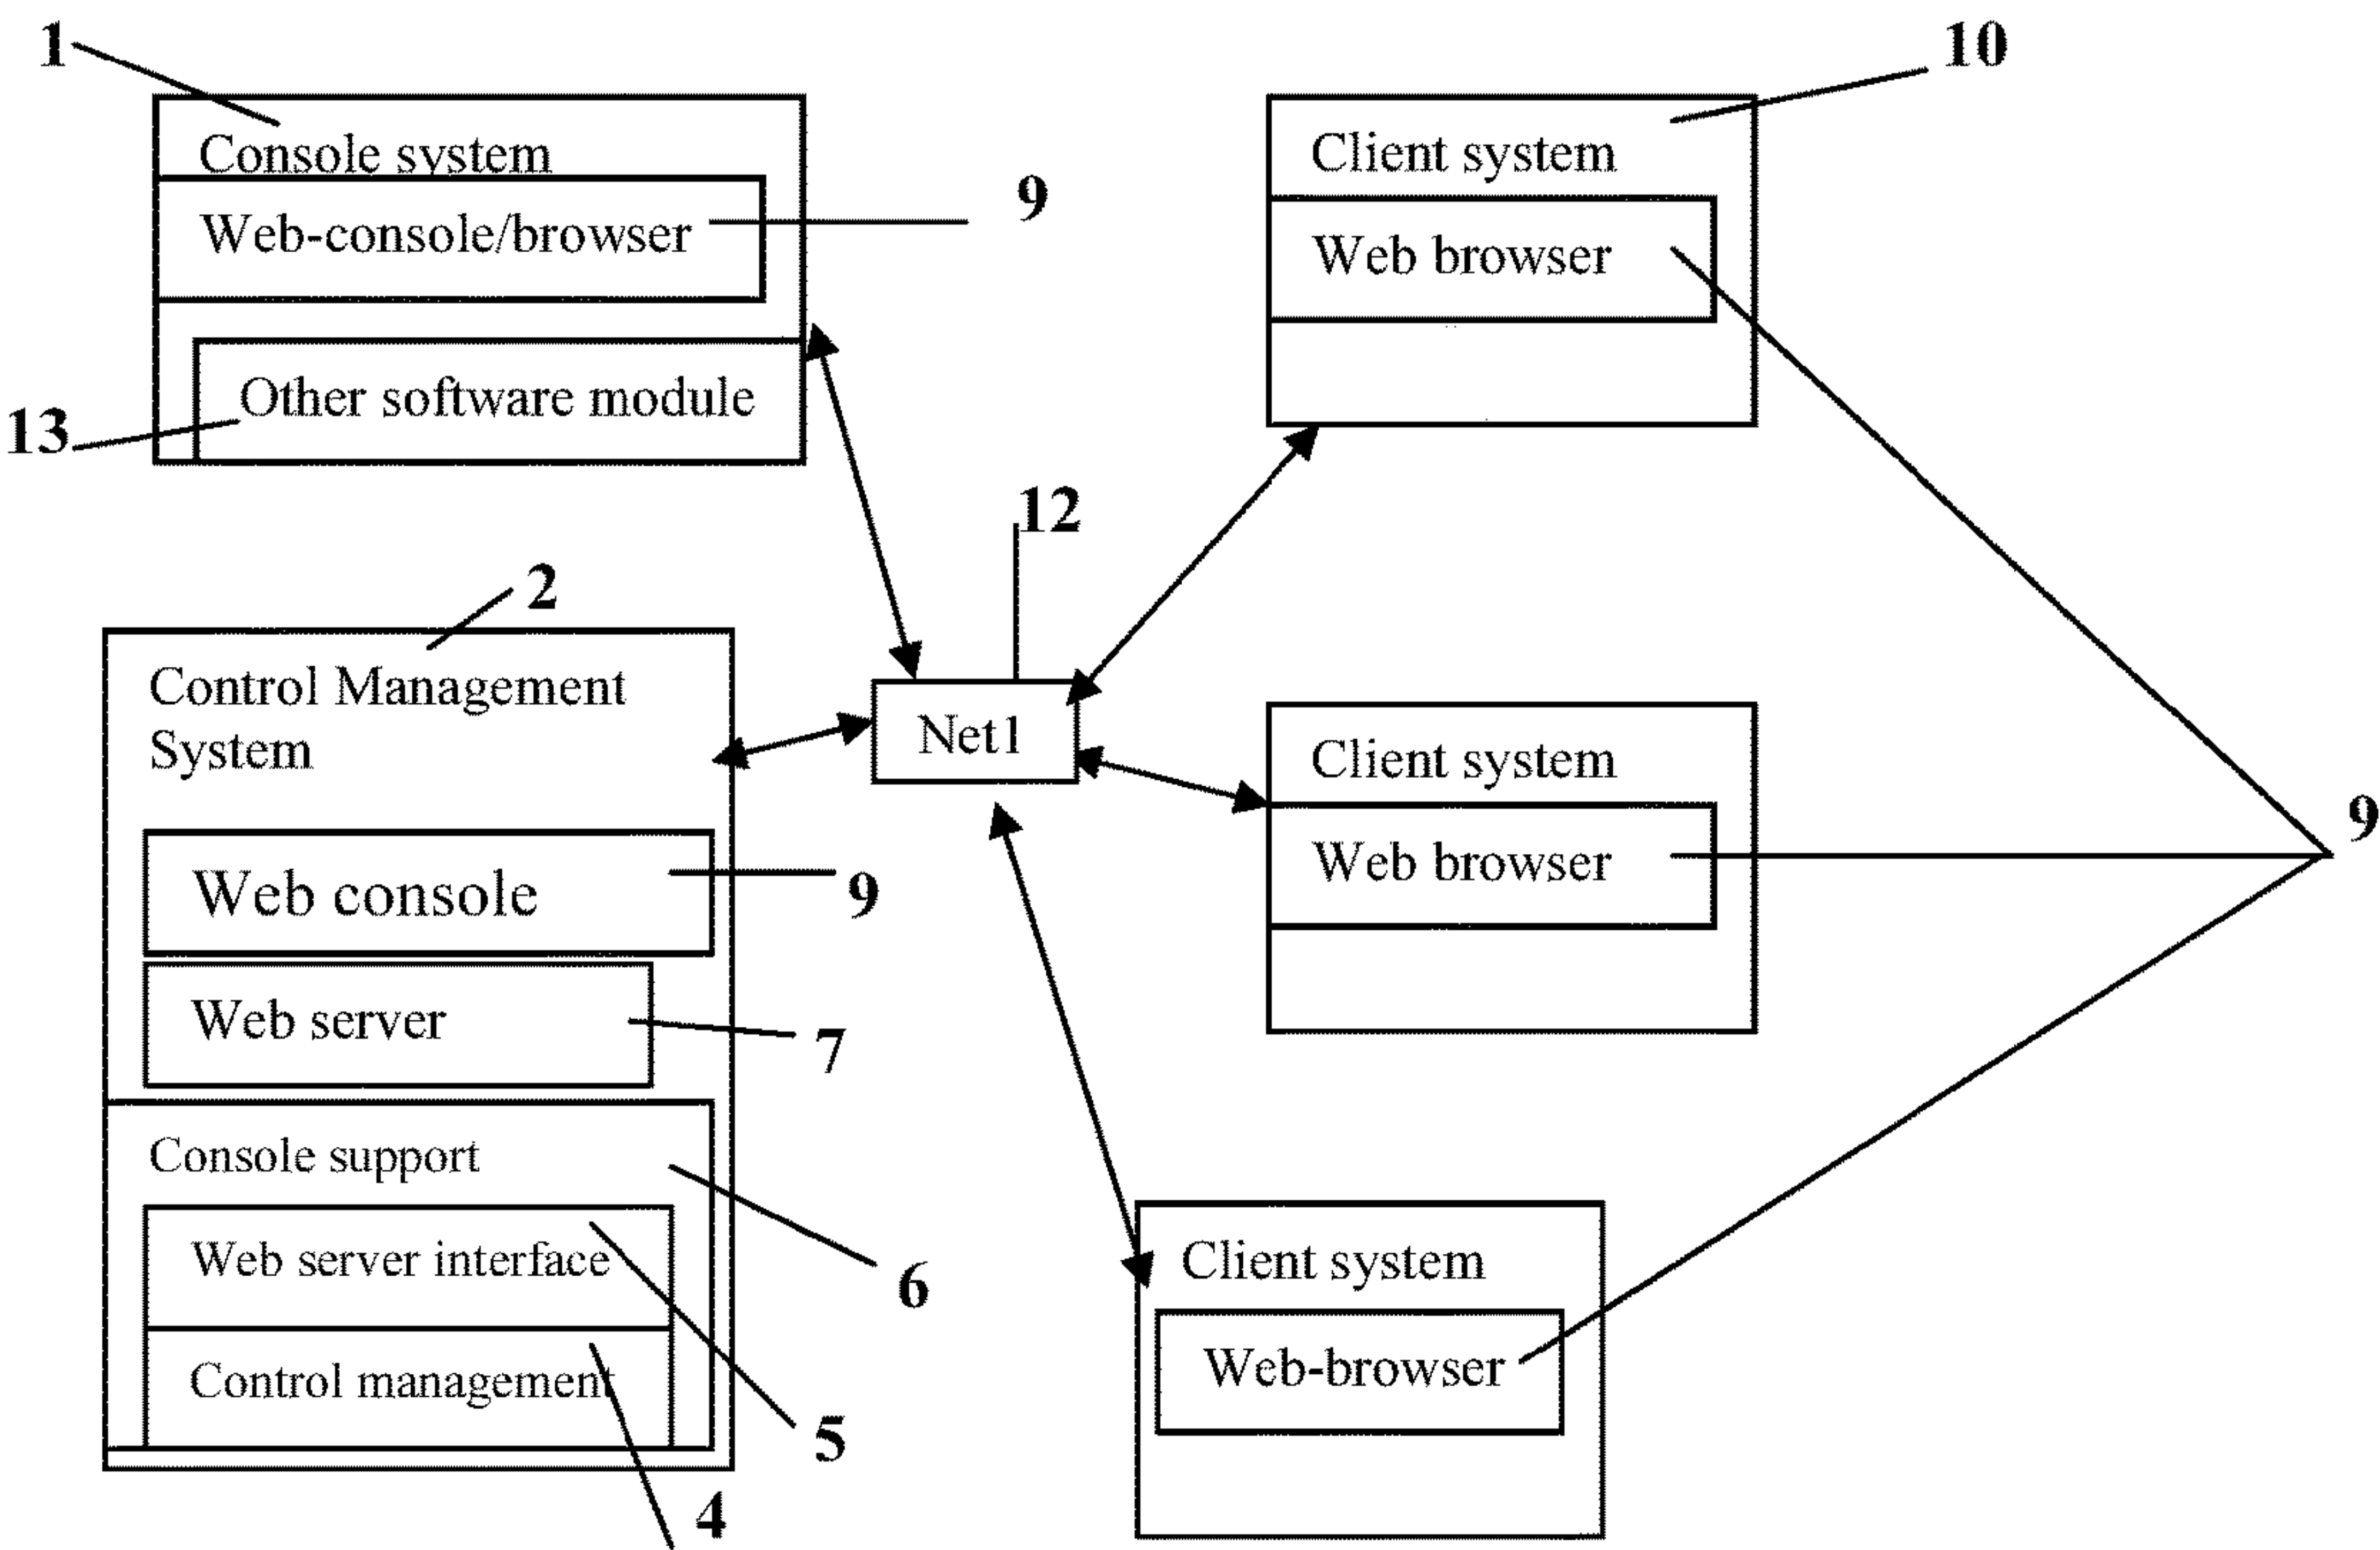 1
Console system
Web-console/browser
9
Other software module
13
10
Client system
Web browser
12
Net1
2
Control Management
System
Web console
9
Web server
7
Console support
6
Web server interface
5
Control management
4
Client system
Web browser
9
Client system
Web-browser